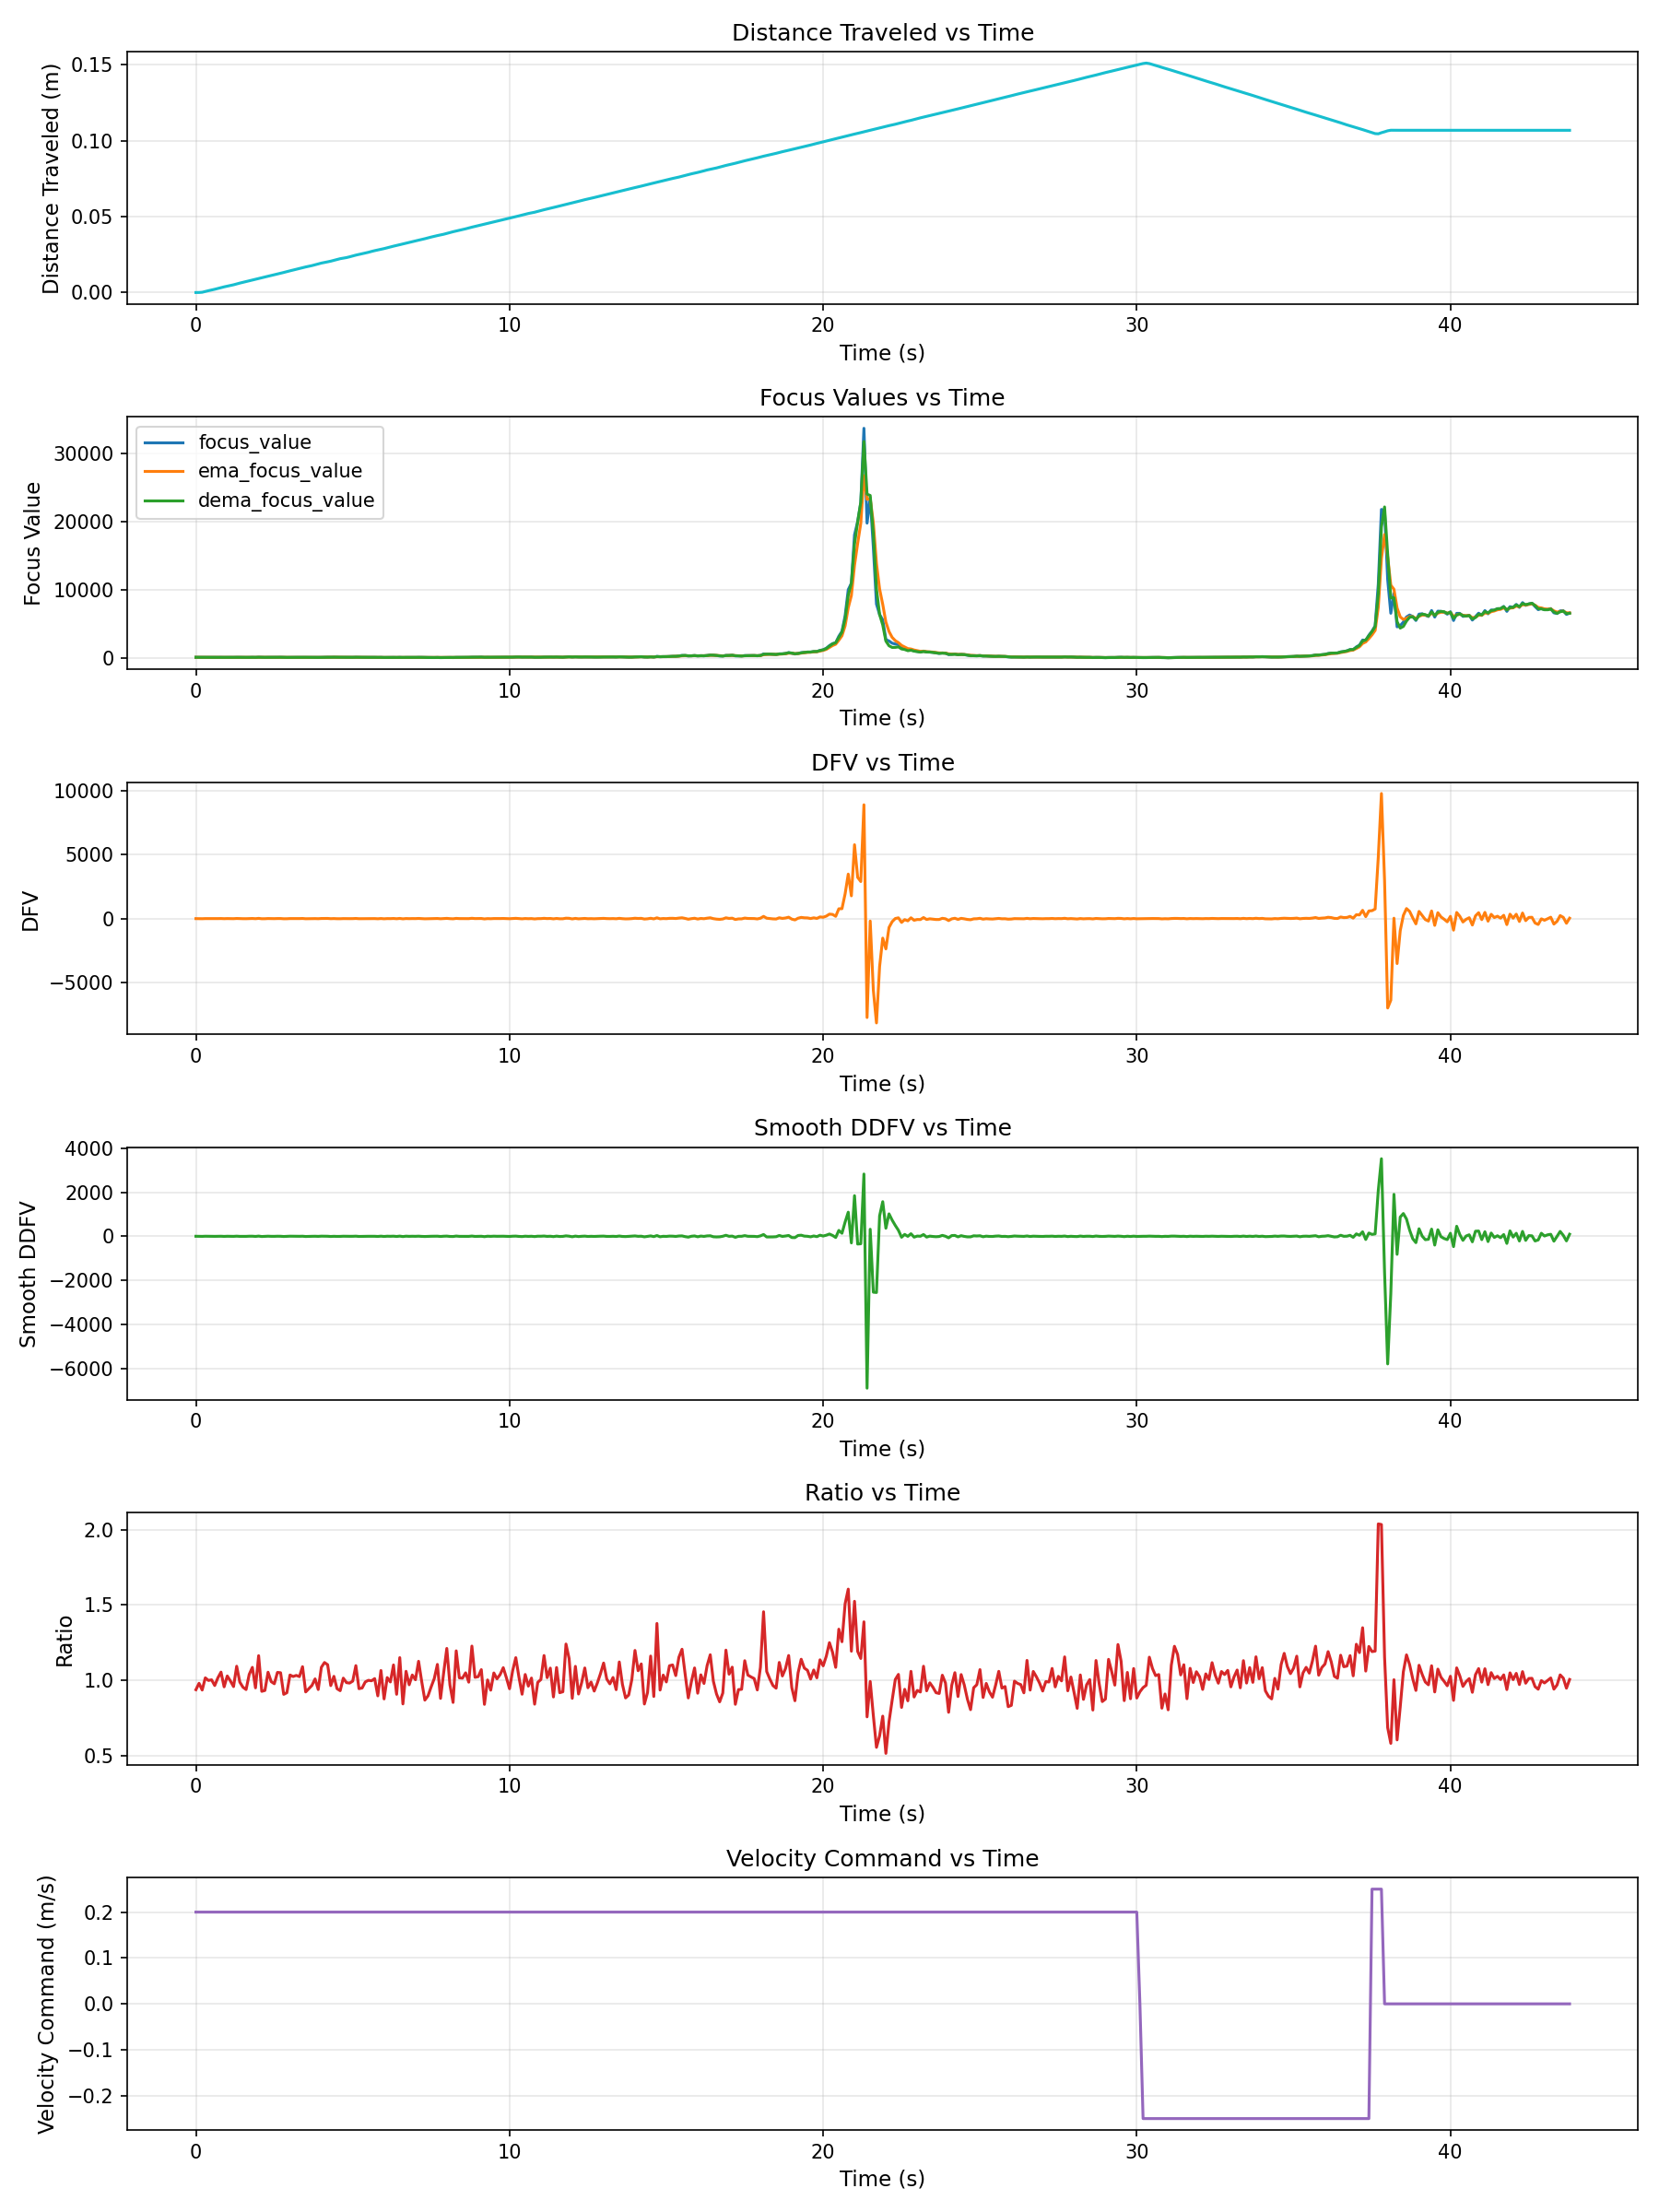 Distance Traveled vs Time
Distance Traveled (m)
0.15
0.10
0.05
0.00
0 10 20 30 40
Time (s)
Focus Values vs Time
Focus Value
focus_value
ema_focus_value
dema_focus_value
30000
20000
10000
0
0 10 20 30 40
Time (s)
DFV vs Time
DFV
10000
5000
0
−5000
0 10 20 30 40
Time (s)
Smooth DDFV vs Time
Smooth DDFV
4000
2000
0
−2000
−4000
−6000
0 10 20 30 40
Time (s)
Ratio vs Time
Ratio
2.0
1.5
1.0
0.5
0 10 20 30 40
Time (s)
Velocity Command vs Time
Velocity Command (m/s)
0.2
0.1
0.0
−0.1
−0.2
0 10 20 30 40
Time (s)